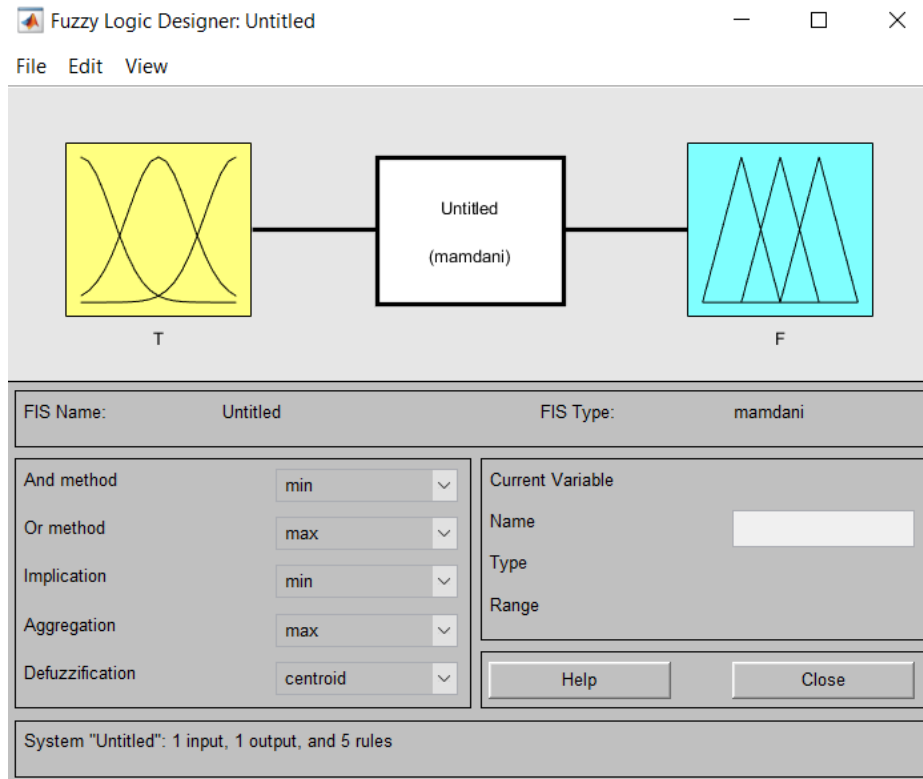 Fuzzy Logic Designer: Untitled
File Edit View
Untitled
(mamdani)
T
F
FIS Name: Untitled FIS Type: mamdani
And method min
Or method max
Implication min
Aggregation max
Defuzzification centroid
Current Variable
Name
Type
Range
Help Close
System "Untitled": 1 input, 1 output, and 5 rules